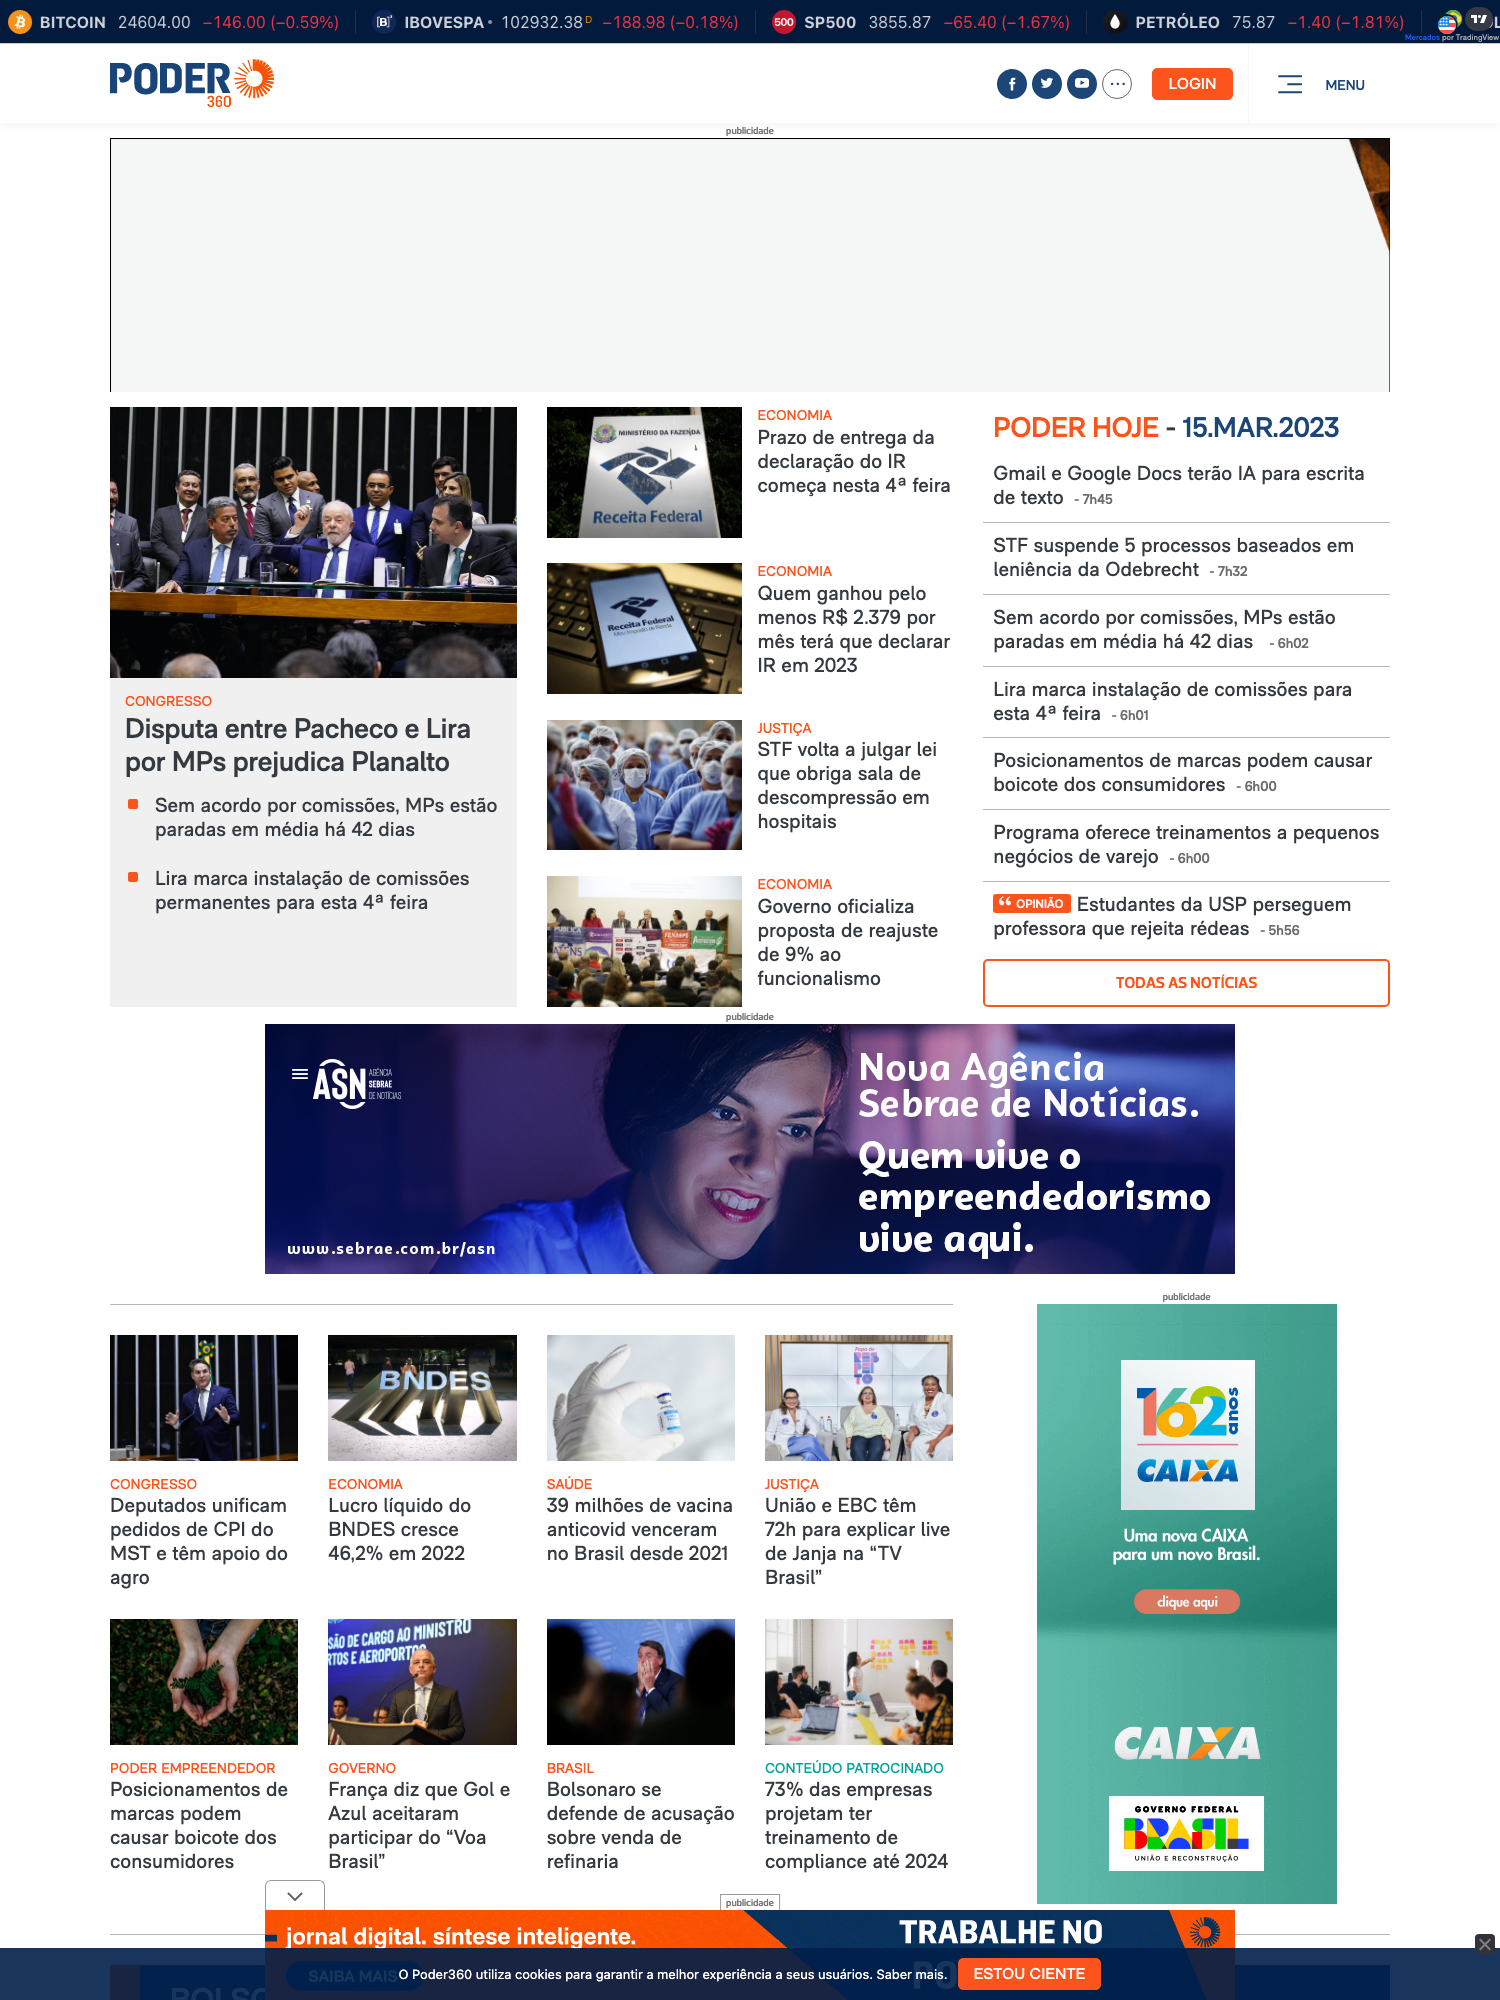 BITCOIN 24604.00 −146.00 (−0.59%) IBOVESPA 102932.38 D −188.98 (−0.18%) 500 SP500 3855.87 −65.40 (−1.67%) PETRÓLEO 75.87 −1.40 (−1.81%)
Mercados por TradingView
PODER
360
LOGIN
MENU
publicidade
MINISTÉRIO DA FAZENDA
Receita Federal
ECONOMIA
Prazo de entrega da
declaração do IR
começa nesta 4ª feira
Receita Federal
ECONOMIA
Quem ganhou pelo
menos R$ 2.379 por
mês terá que declarar
IR em 2023
JUSTIÇA
STF volta a julgar lei
que obriga sala de
descompressão em
hospitais
ECONOMIA
Governo oficializa
proposta de reajuste
de 9% ao
funcionalismo
CONGRESSO
Disputa entre Pacheco e Lira
por MPs prejudica Planalto
Sem acordo por comissões, MPs estão
paradas em média há 42 dias
Lira marca instalação de comissões
permanentes para esta 4ª feira
PODER HOJE - 15.MAR.2023
Gmail e Google Docs terão IA para escrita
de texto - 7h45
STF suspende 5 processos baseados em
leniência da Odebrecht - 7h32
Sem acordo por comissões, MPs estão
paradas em média há 42 dias - 6h02
Lira marca instalação de comissões para
esta 4ª feira - 6h01
Posicionamentos de marcas podem causar
boicote dos consumidores - 6h00
Programa oferece treinamentos a pequenos
negócios de varejo - 6h00
OPINIÃO Estudantes da USP perseguem
professora que rejeita rédeas - 5h56
TODAS AS NOTÍCIAS
publicidade
ASN AGÊNCIA
SEBRAE
DE NOTÍCIAS
Nova Agência
Sebrae de Notícias.
Quem vive o
empreendedorismo
vive aqui.
www.sebrae.com.br/asn
publicidade
BNDES
CONGRESSO
Deputados unificam
pedidos de CPI do
MST e têm apoio do
agro
ECONOMIA
Lucro líquido do
BNDES cresce
46,2% em 2022
SAÚDE
39 milhões de vacina
anticovid venceram
no Brasil desde 2021
JUSTIÇA
União e EBC têm
72h para explicar live
de Janja na “TV
Brasil”
162 anos
CAIXA
Uma nova CAIXA
para um novo Brasil.
clique aqui
CAIXA
GOVERNO FEDERAL
BRASIL
UNIÃO E RECONSTRUÇÃO
SÃO DE CARGO AO MINISTRO
RTOS E AEROPORTOS
PODER EMPREENDEDOR
Posicionamentos de
marcas podem
causar boicote dos
consumidores
GOVERNO
França diz que Gol e
Azul aceitaram
participar do “Voa
Brasil”
BRASIL
Bolsonaro se
defende de acusação
sobre venda de
refinaria
CONTEÚDO PATROCINADO
73% das empresas
projetam ter
treinamento de
compliance até 2024
publicidade
jornal digital. síntese inteligente.
TRABALHE NO
SAIBA MAIS
O Poder360 utiliza cookies para garantir a melhor experiência a seus usuários. Saber mais.
ESTOU CIENTE